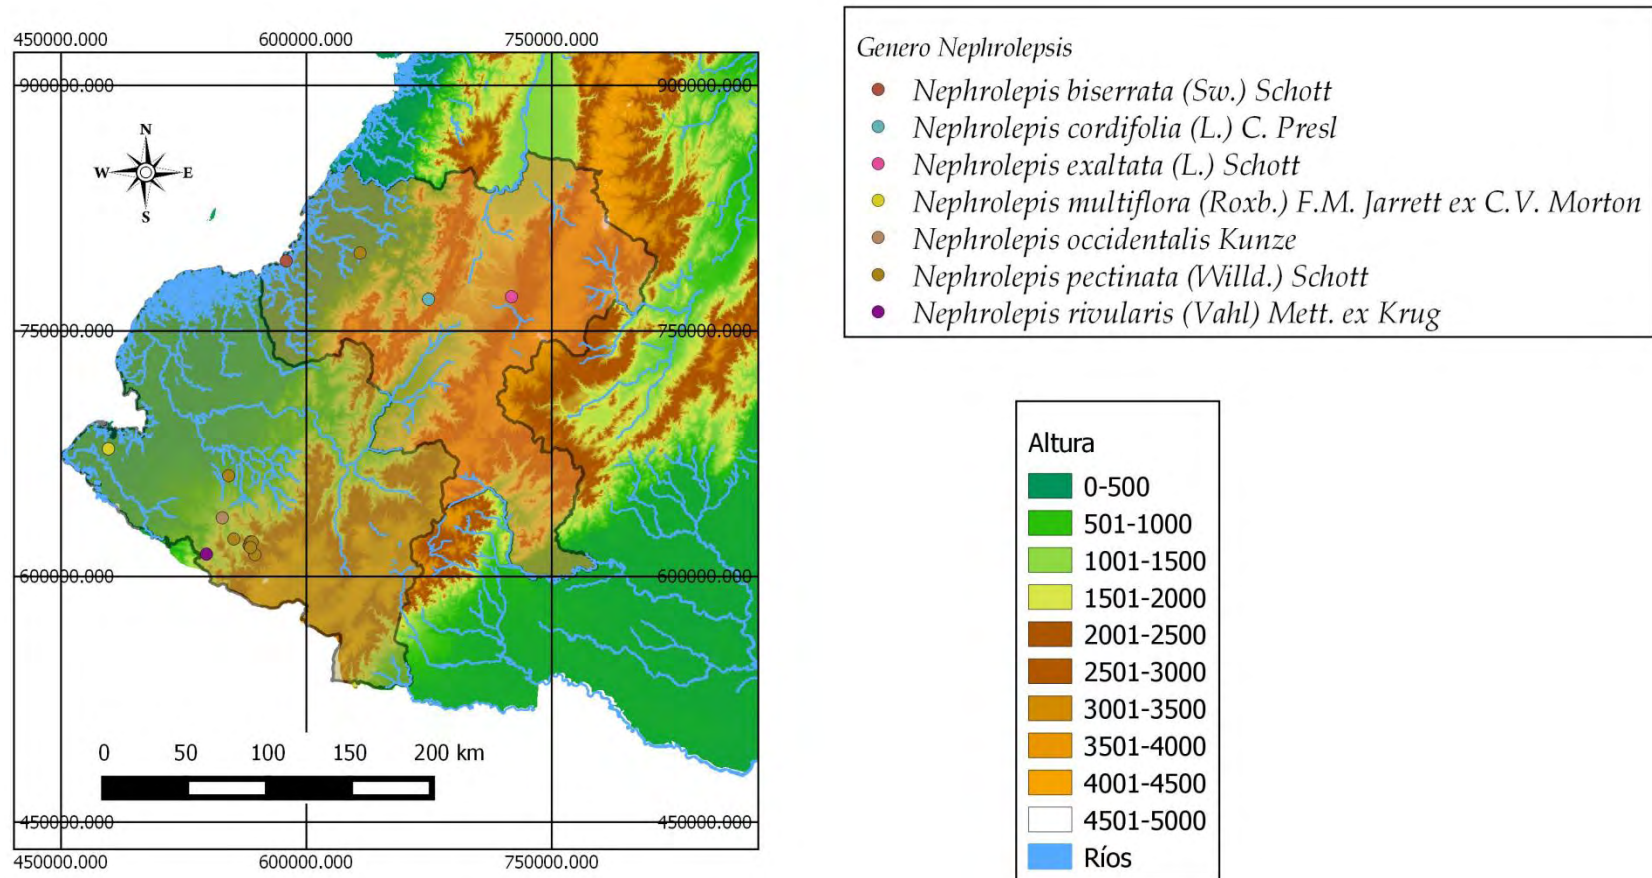 450000.000 600000.000 750000.000
900000.000 900000.000
N
W E
S
750000.000 750000.000
600000.000 600000.000
0 50 100 150 200 km
450000.000 450000.000
450000.000 600000.000 750000.000
Genero Nephrolepsis
Nephrolepis biserrata (Sw.) Schott
Nephrolepis cordifolia (L.) C. Presl
Nephrolepis exaltata (L.) Schott
Nephrolepis multiflora (Roxb.) F.M. Jarrett ex C.V. Morton
Nephrolepis occidentalis Kunze
Nephrolepis pectinata (Willd.) Schott
Nephrolepis rivularis (Vahl) Mett. ex Krug
Altura
0-500
501-1000
1001-1500
1501-2000
2001-2500
2501-3000
3001-3500
3501-4000
4001-4500
4501-5000
Ríos